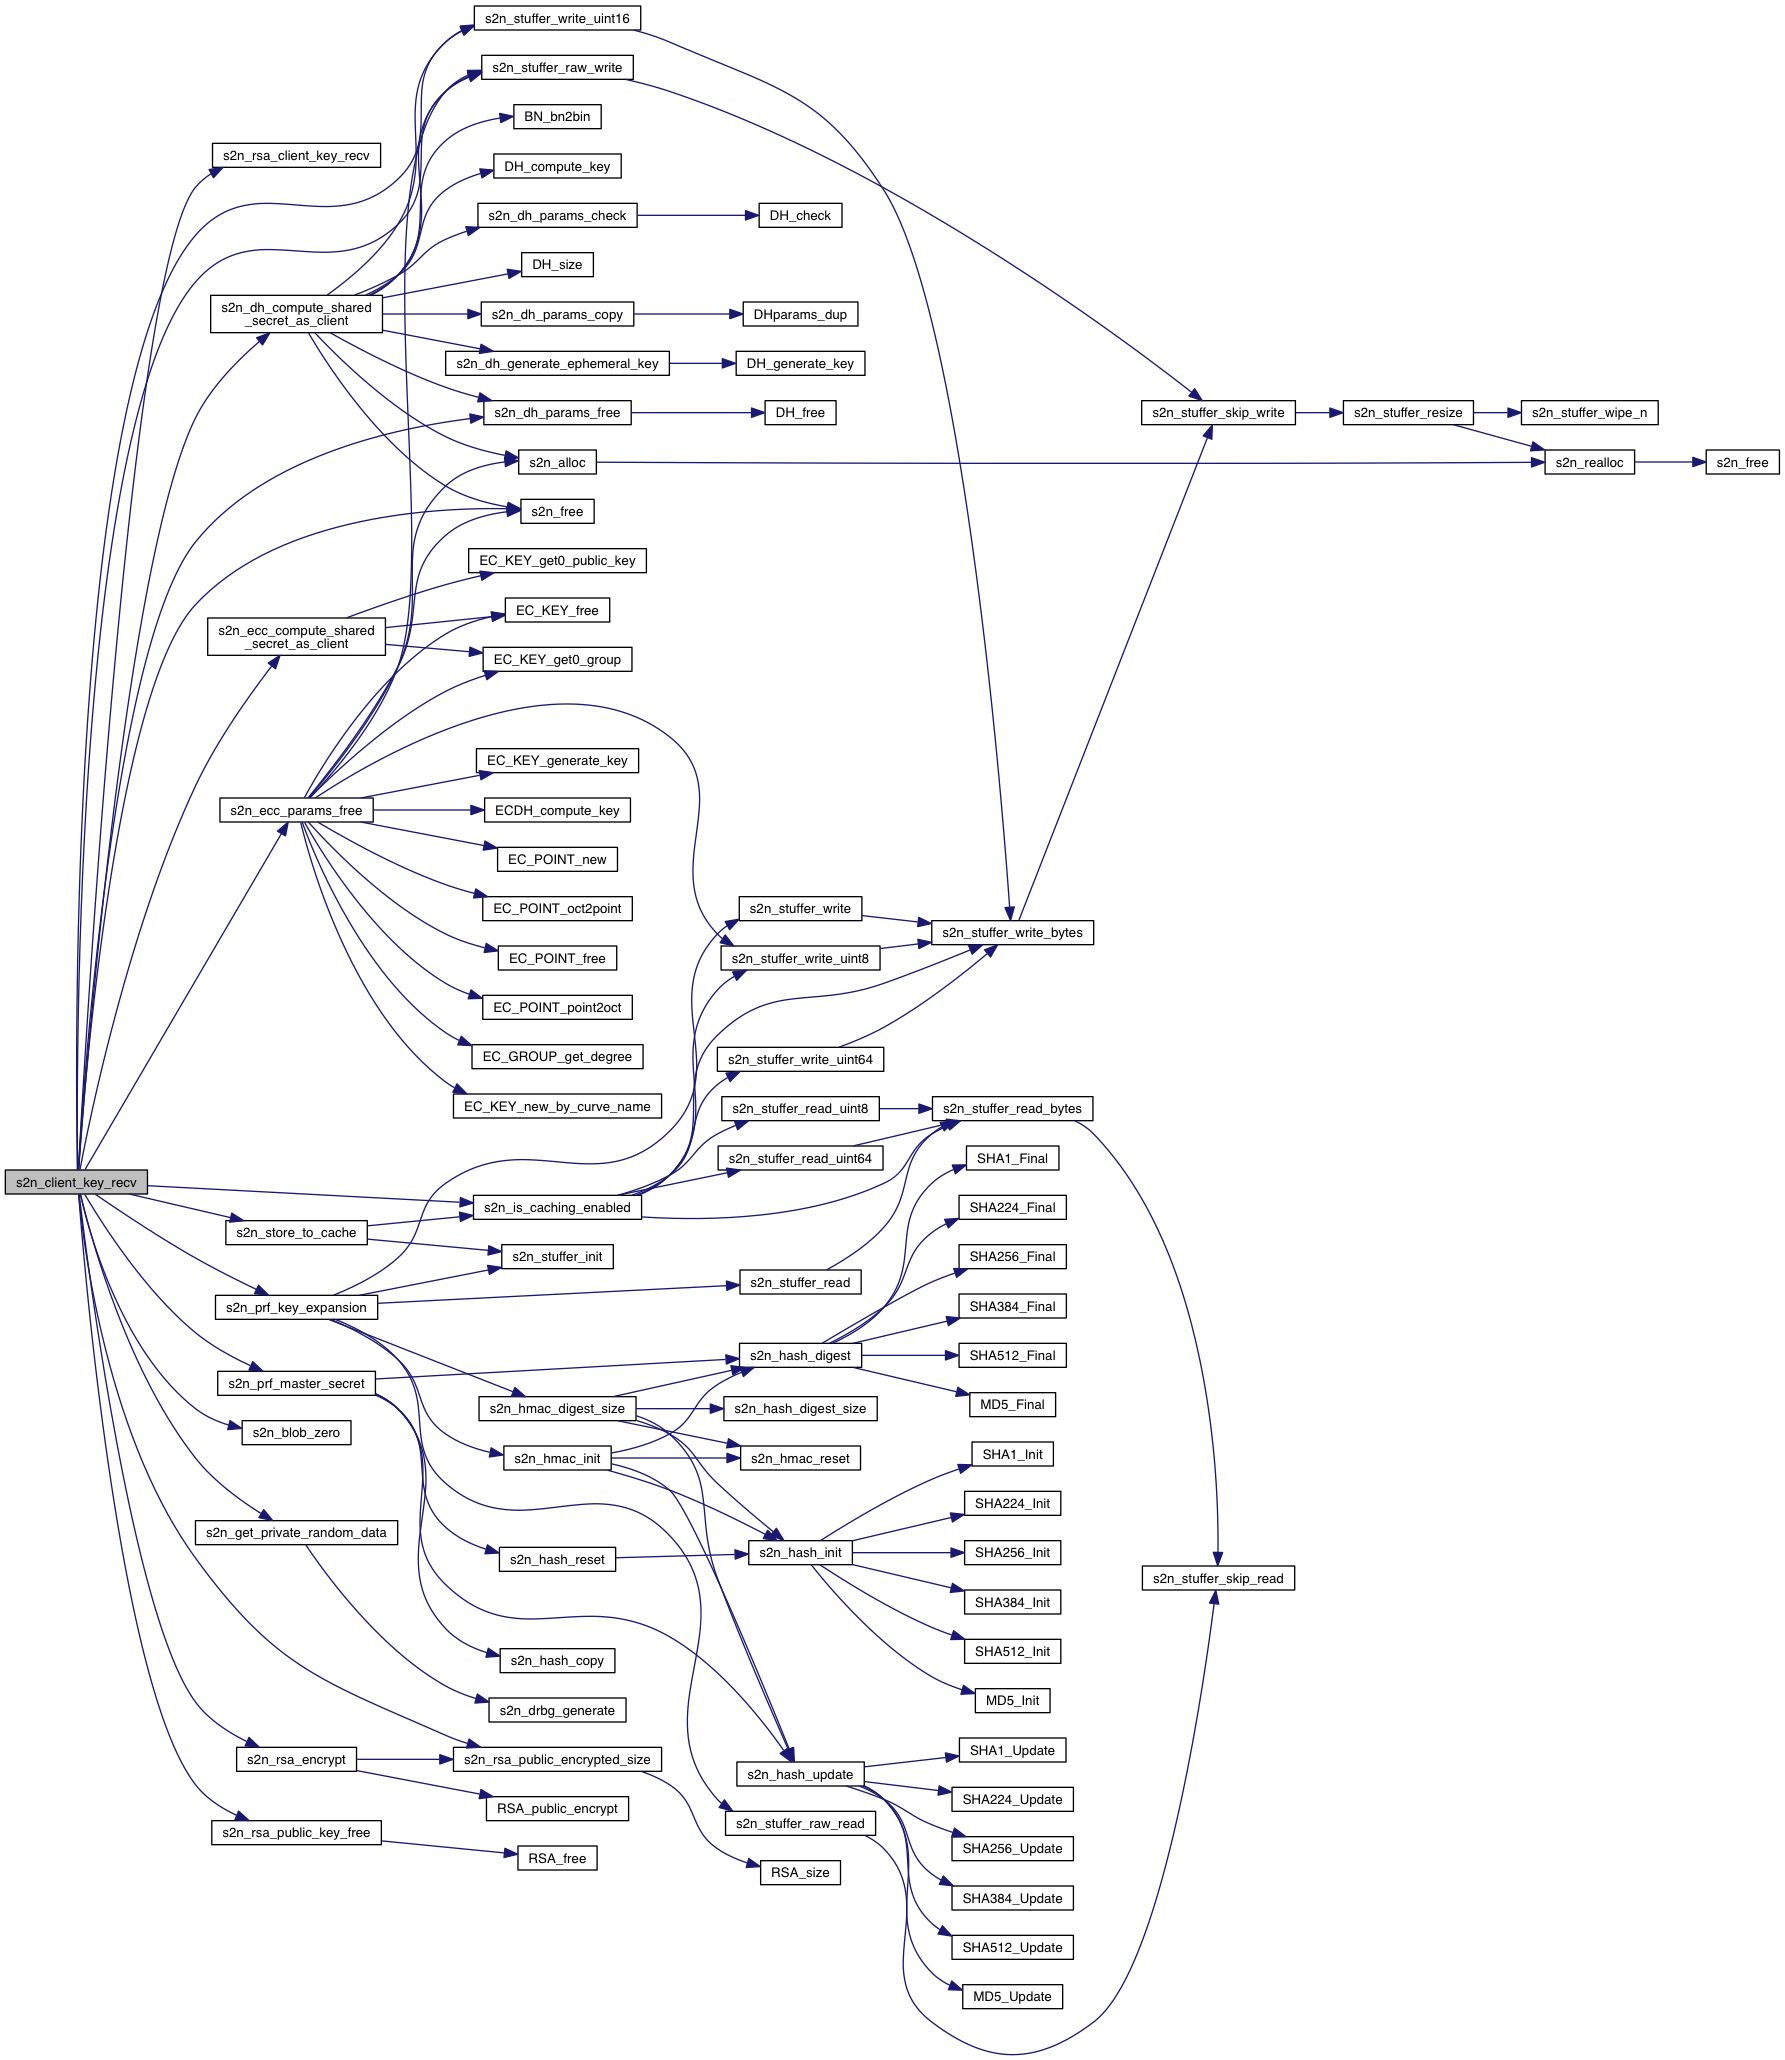 s2n_stuffer_write_uint16
s2n_stuffer_raw_write
BN_bn2bin
s2n_rsa_client_key_recv
DH_compute_key
s2n_dh_params_check
DH_check
DH_size
s2n_dh_compute_shared
_secret_as_client
s2n_dh_params_copy
DHparams_dup
s2n_dh_generate_ephemeral_key
DH_generate_key
s2n_dh_params_free
DH_free
s2n_stuffer_skip_write
s2n_stuffer_resize
s2n_stuffer_wipe_n
s2n_alloc
s2n_realloc
s2n_free
s2n_free
EC_KEY_get0_public_key
EC_KEY_free
s2n_ecc_compute_shared
_secret_as_client
EC_KEY_get0_group
EC_KEY_generate_key
s2n_ecc_params_free
ECDH_compute_key
EC_POINT_new
EC_POINT_oct2point
s2n_stuffer_write
s2n_stuffer_write_bytes
EC_POINT_free
s2n_stuffer_write_uint8
EC_POINT_point2oct
EC_GROUP_get_degree
s2n_stuffer_write_uint64
EC_KEY_new_by_curve_name
s2n_stuffer_read_uint8
s2n_stuffer_read_bytes
s2n_stuffer_read_uint64
SHA1_Final
s2n_client_key_recv
s2n_is_caching_enabled
SHA224_Final
s2n_store_to_cache
s2n_stuffer_init
SHA256_Final
s2n_stuffer_read
s2n_prf_key_expansion
SHA384_Final
s2n_hash_digest
SHA512_Final
s2n_prf_master_secret
MD5_Final
s2n_hmac_digest_size
s2n_hash_digest_size
s2n_blob_zero
s2n_hmac_init
s2n_hmac_reset
SHA1_Init
SHA224_Init
s2n_get_private_random_data
s2n_hash_reset
s2n_hash_init
SHA256_Init
s2n_stuffer_skip_read
SHA384_Init
SHA512_Init
s2n_hash_copy
MD5_Init
s2n_drbg_generate
SHA1_Update
s2n_rsa_encrypt
s2n_rsa_public_encrypted_size
s2n_hash_update
SHA224_Update
RSA_public_encrypt
s2n_stuffer_raw_read
s2n_rsa_public_key_free
SHA256_Update
RSA_free
RSA_size
SHA384_Update
SHA512_Update
MD5_Update